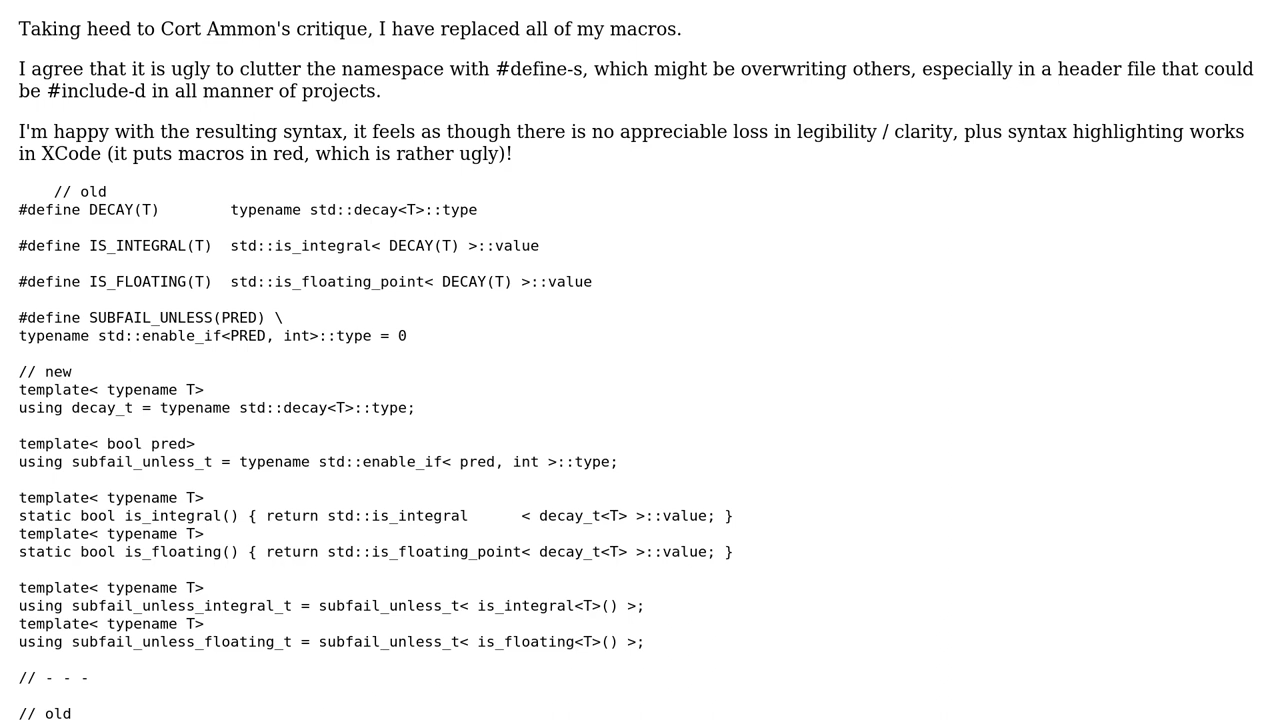 Taking heed to Cort Ammon's critique, I have replaced all of my macros.
I agree that it is ugly to clutter the namespace with #define-s, which might be overwriting others, especially in a header file that could
be #include-d in all manner of projects.
I'm happy with the resulting syntax, it feels as though there is no appreciable loss in legibility / clarity, plus syntax highlighting works
in XCode (it puts macros in red, which is rather ugly)!
    // old
#define DECAY(T)        typename std::decay<T>::type
#define IS_INTEGRAL(T)  std::is_integral< DECAY(T) >::value
#define IS_FLOATING(T)  std::is_floating_point< DECAY(T) >::value
#define SUBFAIL_UNLESS(PRED) \
typename std::enable_if<PRED, int>::type = 0
// new
template< typename T>
using decay_t = typename std::decay<T>::type;
template< bool pred>
using subfail_unless_t = typename std::enable_if< pred, int >::type;
template< typename T>
static bool is_integral() { return std::is_integral      < decay_t<T> >::value; }
template< typename T>
static bool is_floating() { return std::is_floating_point< decay_t<T> >::value; }
template< typename T>
using subfail_unless_integral_t = subfail_unless_t< is_integral<T>() >;
template< typename T>
using subfail_unless_floating_t = subfail_unless_t< is_floating<T>() >;
// - - -
// old